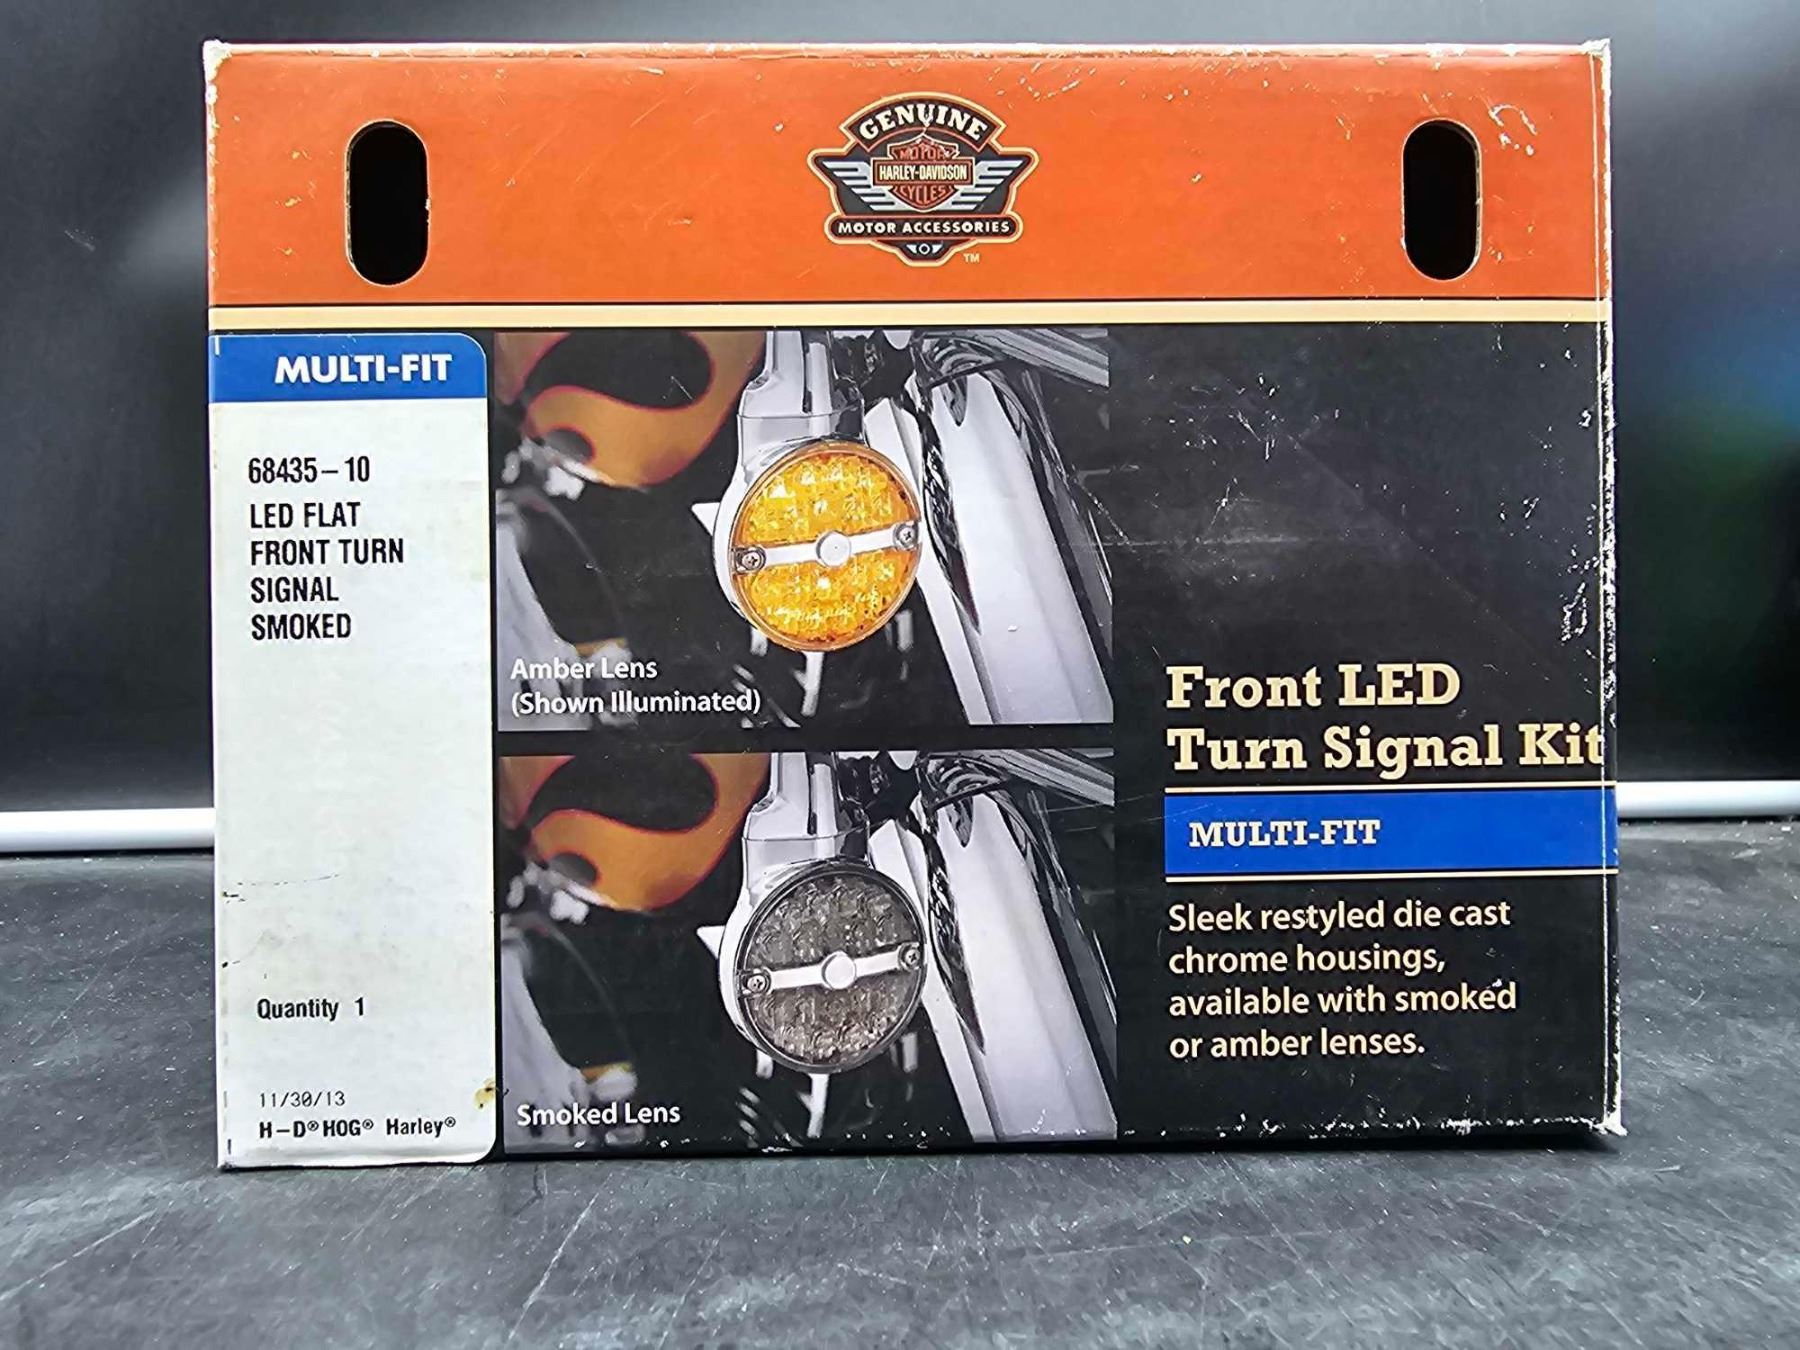 GENUINE
MOTOR
HARLEY-DAVIDSON
CYCLES
MOTOR ACCESSORIES
TM
MULTI-FIT
68435-10
LED FLAT
FRONT TURN
SIGNAL
SMOKED
Quantity 1
11/30/13
H-D® HOG® Harley®
Amber Lens
(Shown Illuminated)
Smoked Lens
Front LED
Turn Signal Kit
MULTI-FIT
Sleek restyled die cast
chrome housings,
available with smoked
or amber lenses.